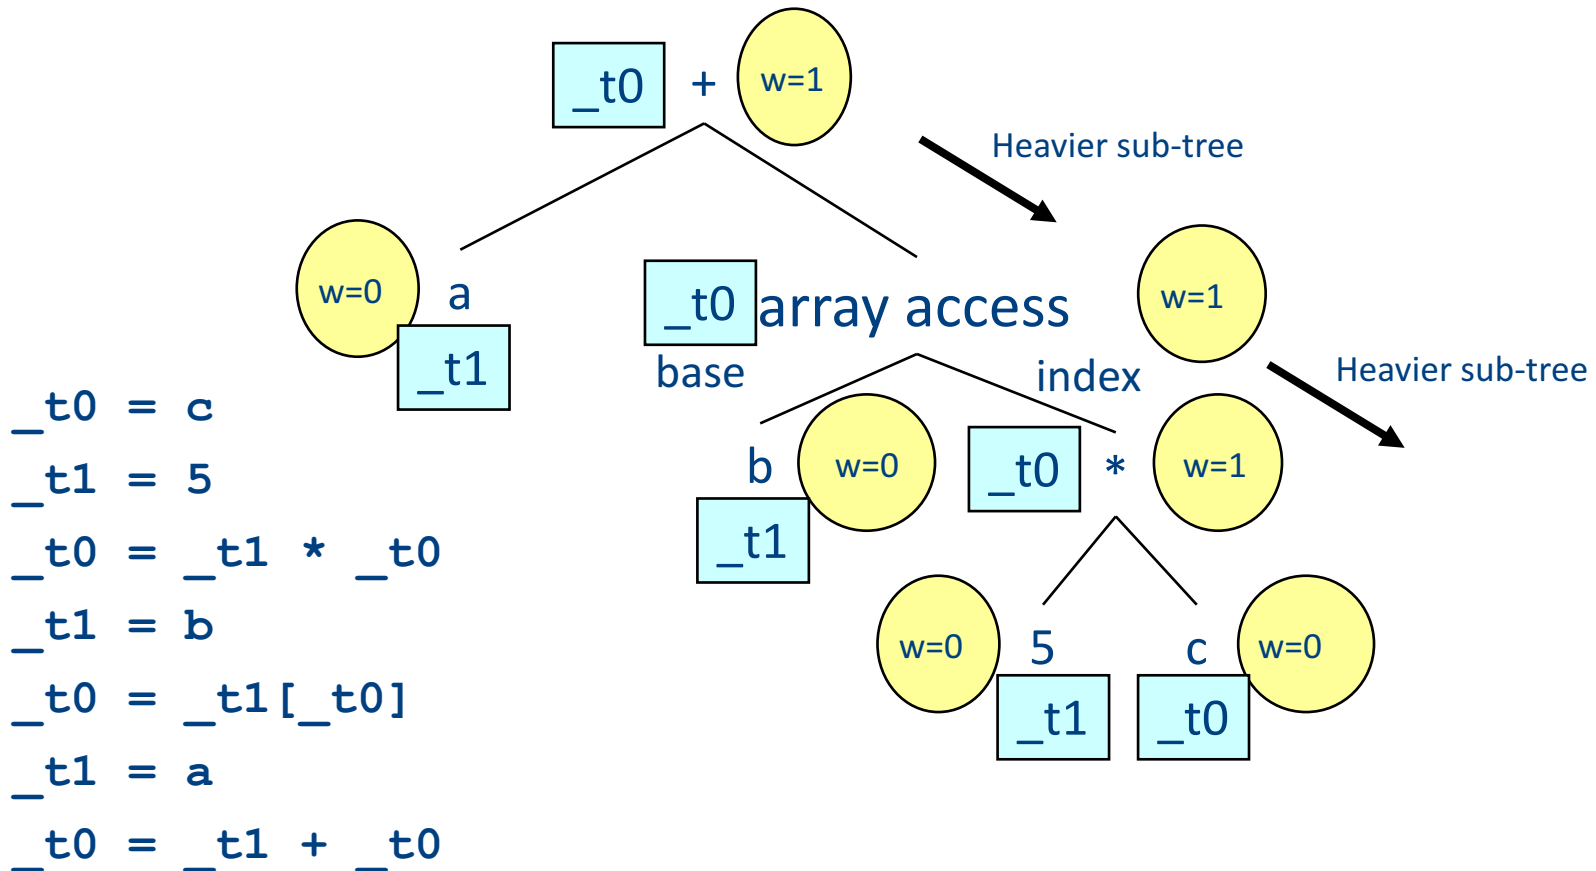 _t0 + w=1
Heavier sub-tree
w=0 a
_t1
_t0 array access w=1
base index
Heavier sub-tree
b w=0 _t0 * w=1
_t1
w=0 5 c w=0
_t1 _t0
_t0 = c
_t1 = 5
_t0 = _t1 * _t0
_t1 = b
_t0 = _t1[_t0]
_t1 = a
_t0 = _t1 + _t0